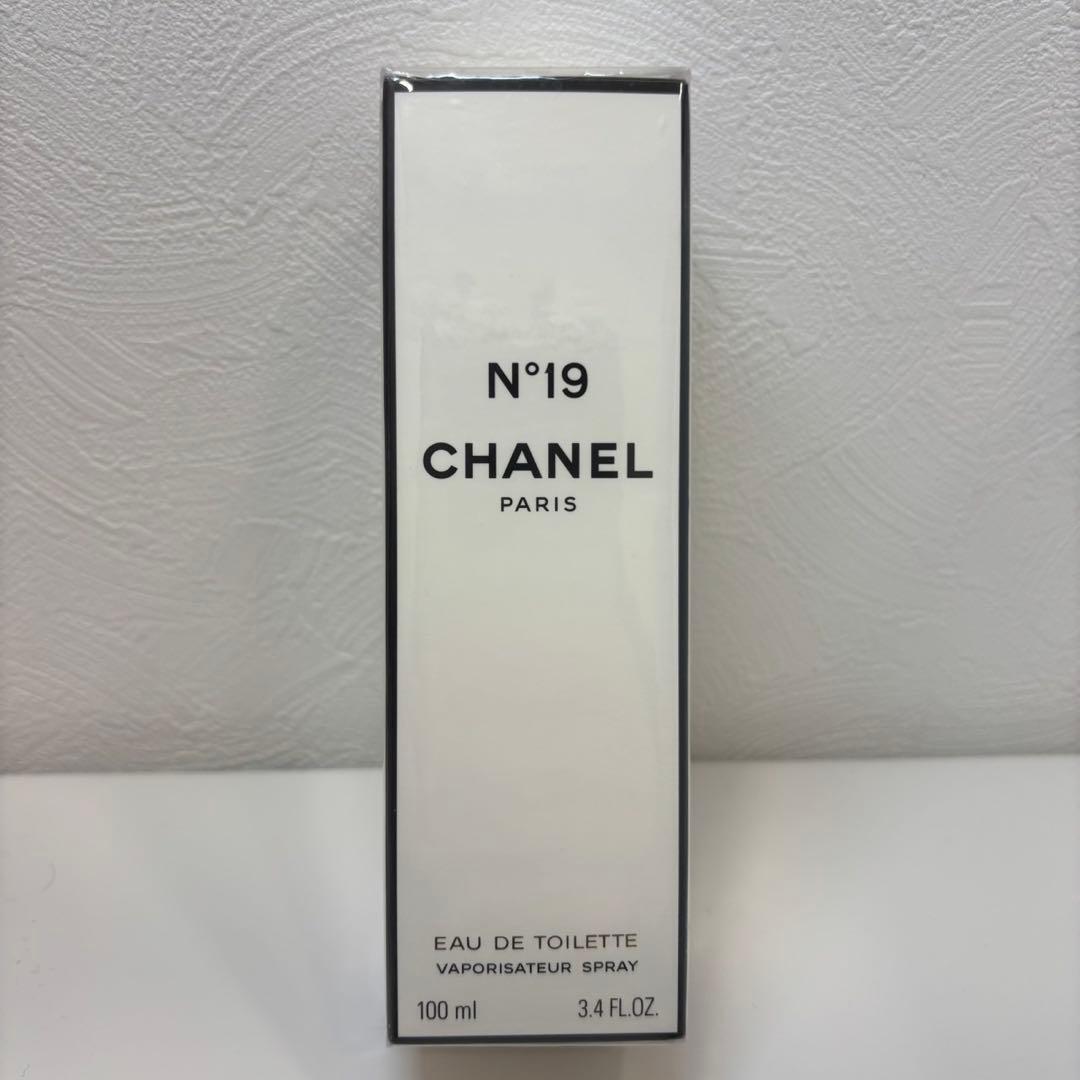 N°19
CHANEL
PARIS
EAU DE TOILETTE
VAPORISATEUR SPRAY
100 ml 3.4 FL.OZ.